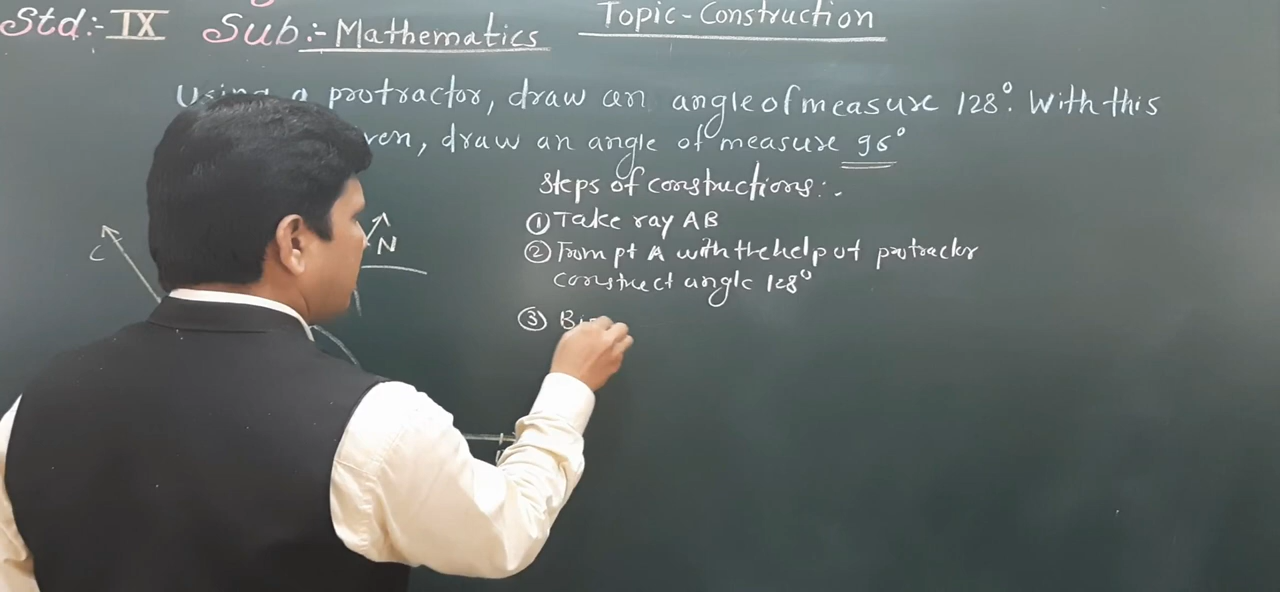 Std:- IX Sub:- Mathematics Topic - Construction
Using a protractor, draw an angle of measure 128°. With this
draw an angle of measure 96°
Steps of constructions:-
① Take ray AB
② From pt A with the help of protractor
construct angle 128°
③
C
N